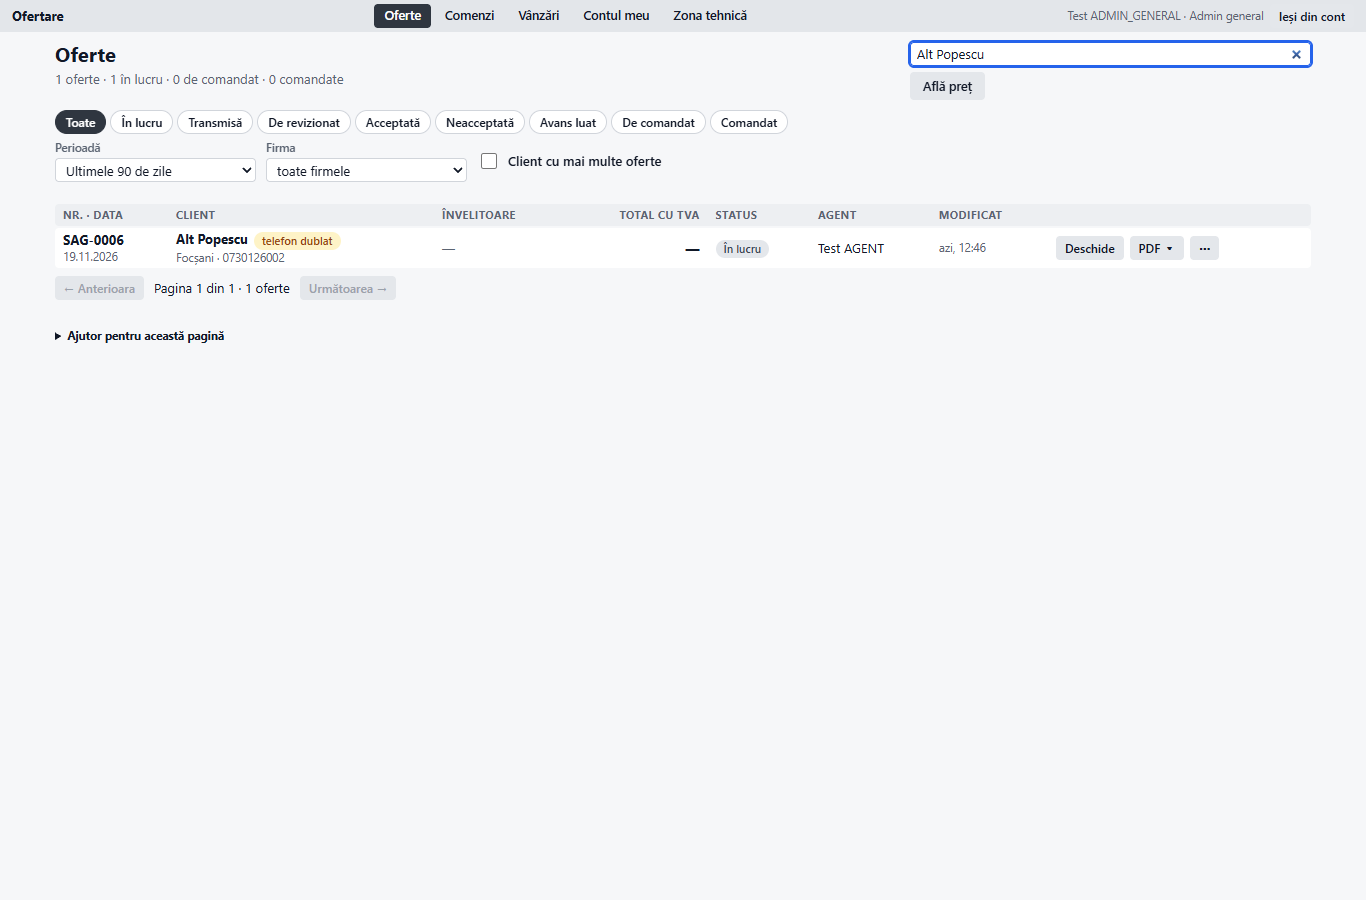 Ofertare
Oferte
Comenzi
Vânzări
Contul meu
Zona tehnică
Test ADMIN_GENERAL · Admin general
Ieși din cont
Oferte
1 oferte · 1 în lucru · 0 de comandat · 0 comandate
Alt Popescu
Află preț
Toate
În lucru
Transmisă
De revizionat
Acceptată
Neacceptată
Avans luat
De comandat
Comandat
Perioadă
Ultimele 90 de zile
Firma
toate firmele
Client cu mai multe oferte
NR. · DATA
CLIENT
ÎNVELITOARE
TOTAL CU TVA
STATUS
AGENT
MODIFICAT
SAG-0006
19.11.2026
Alt Popescu
telefon dublat
Focșani · 0730126002
—
—
În lucru
Test AGENT
azi, 12:46
Deschide
PDF
···
← Anterioara
Pagina 1 din 1 · 1 oferte
Următoarea →
Ajutor pentru această pagină